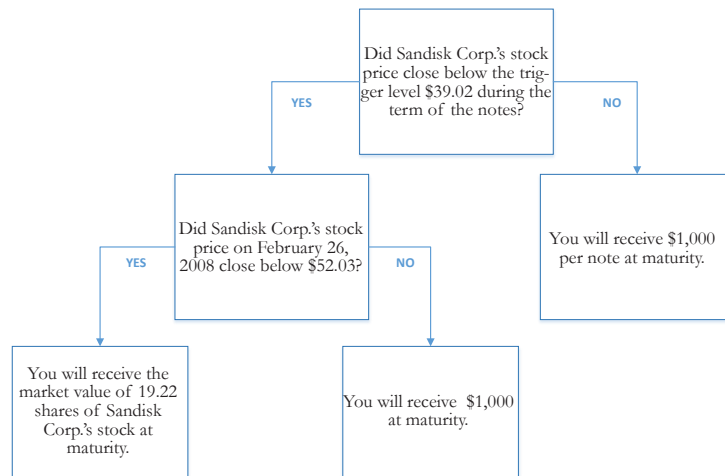 Did Sandisk Corp.'s stock
price close below the trig-
ger level $39.02 during the
term of the notes?
YES
NO
Did Sandisk Corp.'s stock
price on February 26,
2008 close below $52.03?
You will receive $1,000
per note at maturity.
YES
NO
You will receive the
market value of 19.22
shares of Sandisk
Corp.'s stock at
maturity.
You will receive $1,000
at maturity.